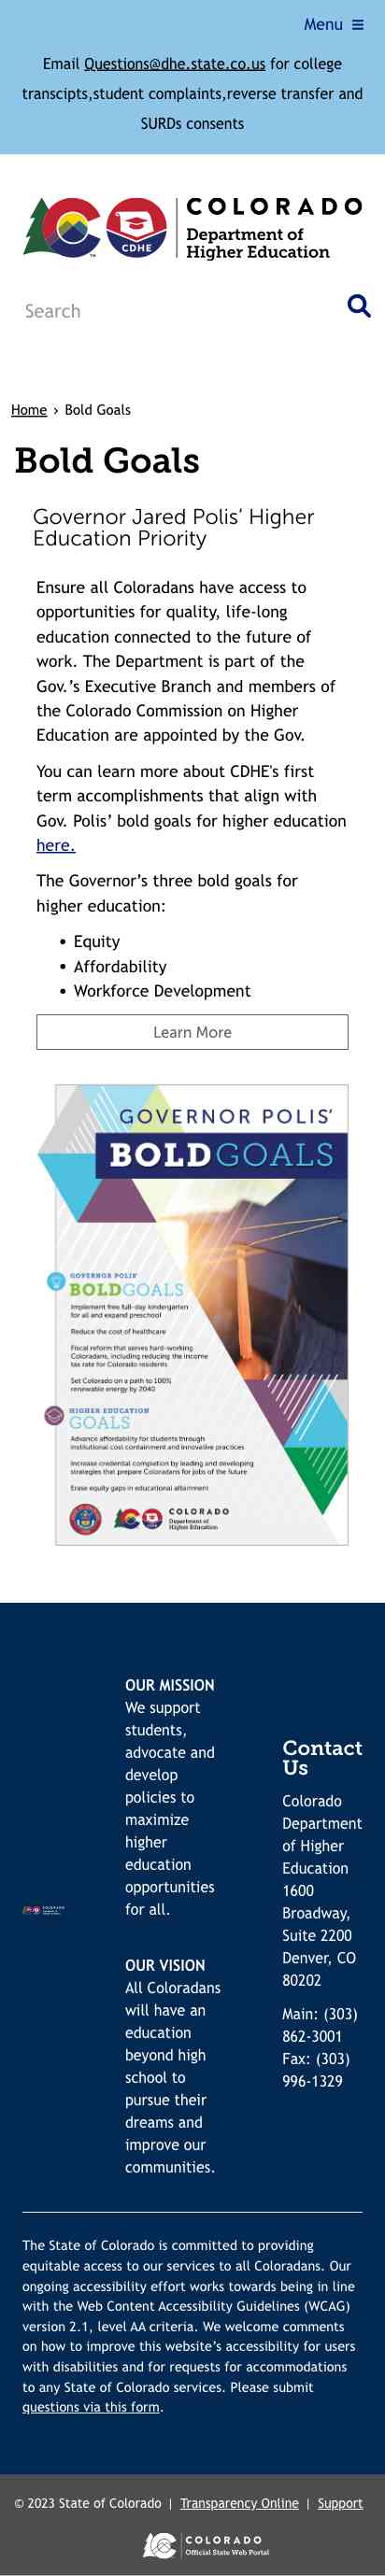 Menu ≡
Email Questions@dhe.state.co.us for college
transcipts,student complaints,reverse transfer and
SURDs consents
COLORADO
CDHE
TM
Department of
Higher Education
Search
Home › Bold Goals
Bold Goals
Governor Jared Polis’ Higher
Education Priority
Ensure all Coloradans have access to
opportunities for quality, life-long
education connected to the future of
work. The Department is part of the
Gov.’s Executive Branch and members of
the Colorado Commission on Higher
Education are appointed by the Gov.
You can learn more about CDHE's first
term accomplishments that align with
Gov. Polis’ bold goals for higher education
here.
The Governor’s three bold goals for
higher education:
• Equity
• Affordability
• Workforce Development
Learn More
GOVERNOR POLIS’
BOLDGOALS
GOVERNOR POLIS’
BOLDGOALS
Implement free full-day kindergarten
for all and expand preschool
Reduce the cost of healthcare
Fiscal reform that serves hard-working
Coloradans, including reducing the income
tax rate for Colorado residents
Set Colorado on a path to 100%
renewable energy by 2040
HIGHER EDUCATION
GOALS
Advance affordability for students through
institutional cost containment and innovative practices
Increase credential completion by leading and developing
strategies that prepare Coloradans for jobs of the future
Erase equity gaps in educational attainment
COLORADO
Department of
Higher Education
OUR MISSION
We support
students,
advocate and
develop
policies to
maximize
higher
education
opportunities
for all.
OUR VISION
All Coloradans
will have an
education
beyond high
school to
pursue their
dreams and
improve our
communities.
Contact
Us
Colorado
Department
of Higher
Education
1600
Broadway,
Suite 2200
Denver, CO
80202
Main: (303)
862-3001
Fax: (303)
996-1329
The State of Colorado is committed to providing
equitable access to our services to all Coloradans. Our
ongoing accessibility effort works towards being in line
with the Web Content Accessibility Guidelines (WCAG)
version 2.1, level AA criteria. We welcome comments
on how to improve this website’s accessibility for users
with disabilities and for requests for accommodations
to any State of Colorado services. Please submit
questions via this form.
© 2023 State of Colorado | Transparency Online | Support
COLORADO
Official State Web Portal